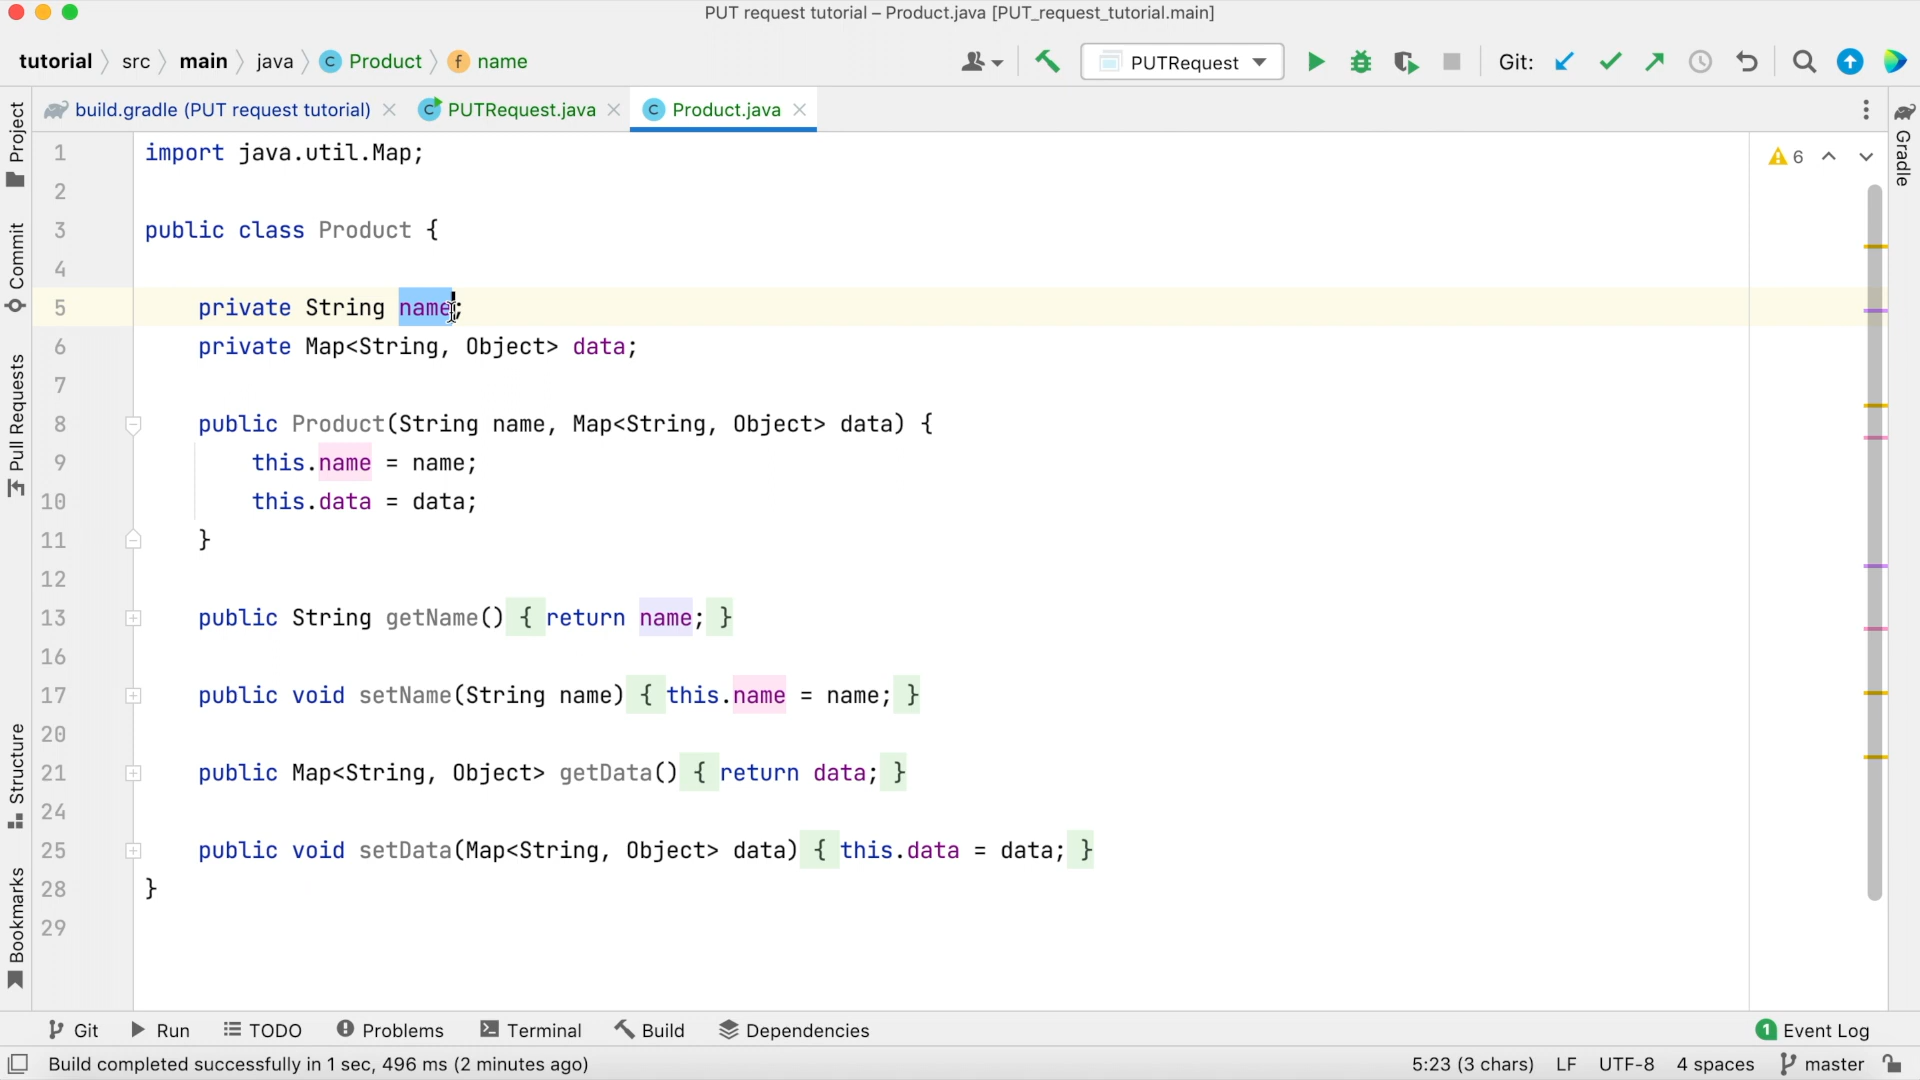 PUT request tutorial – Product.java [PUT_request_tutorial.main]
tutorial src main java C Product f name
PUTRequest Git:
build.gradle (PUT request tutorial) C PUTRequest.java C Product.java
Project
Commit
Pull Requests
Structure
Bookmarks
Gradle
6
1 import java.util.Map;
2
3 public class Product {
4
5 private String name;
6 private Map<String, Object> data;
7
8 public Product(String name, Map<String, Object> data) {
9 this.name = name;
10 this.data = data;
11 }
12
13 public String getName() { return name; }
16
17 public void setName(String name) { this.name = name; }
20
21 public Map<String, Object> getData() { return data; }
24
25 public void setData(Map<String, Object> data) { this.data = data; }
28 }
29
Git Run TODO Problems Terminal Build Dependencies 1 Event Log
Build completed successfully in 1 sec, 496 ms (2 minutes ago) 5:23 (3 chars) LF UTF-8 4 spaces master